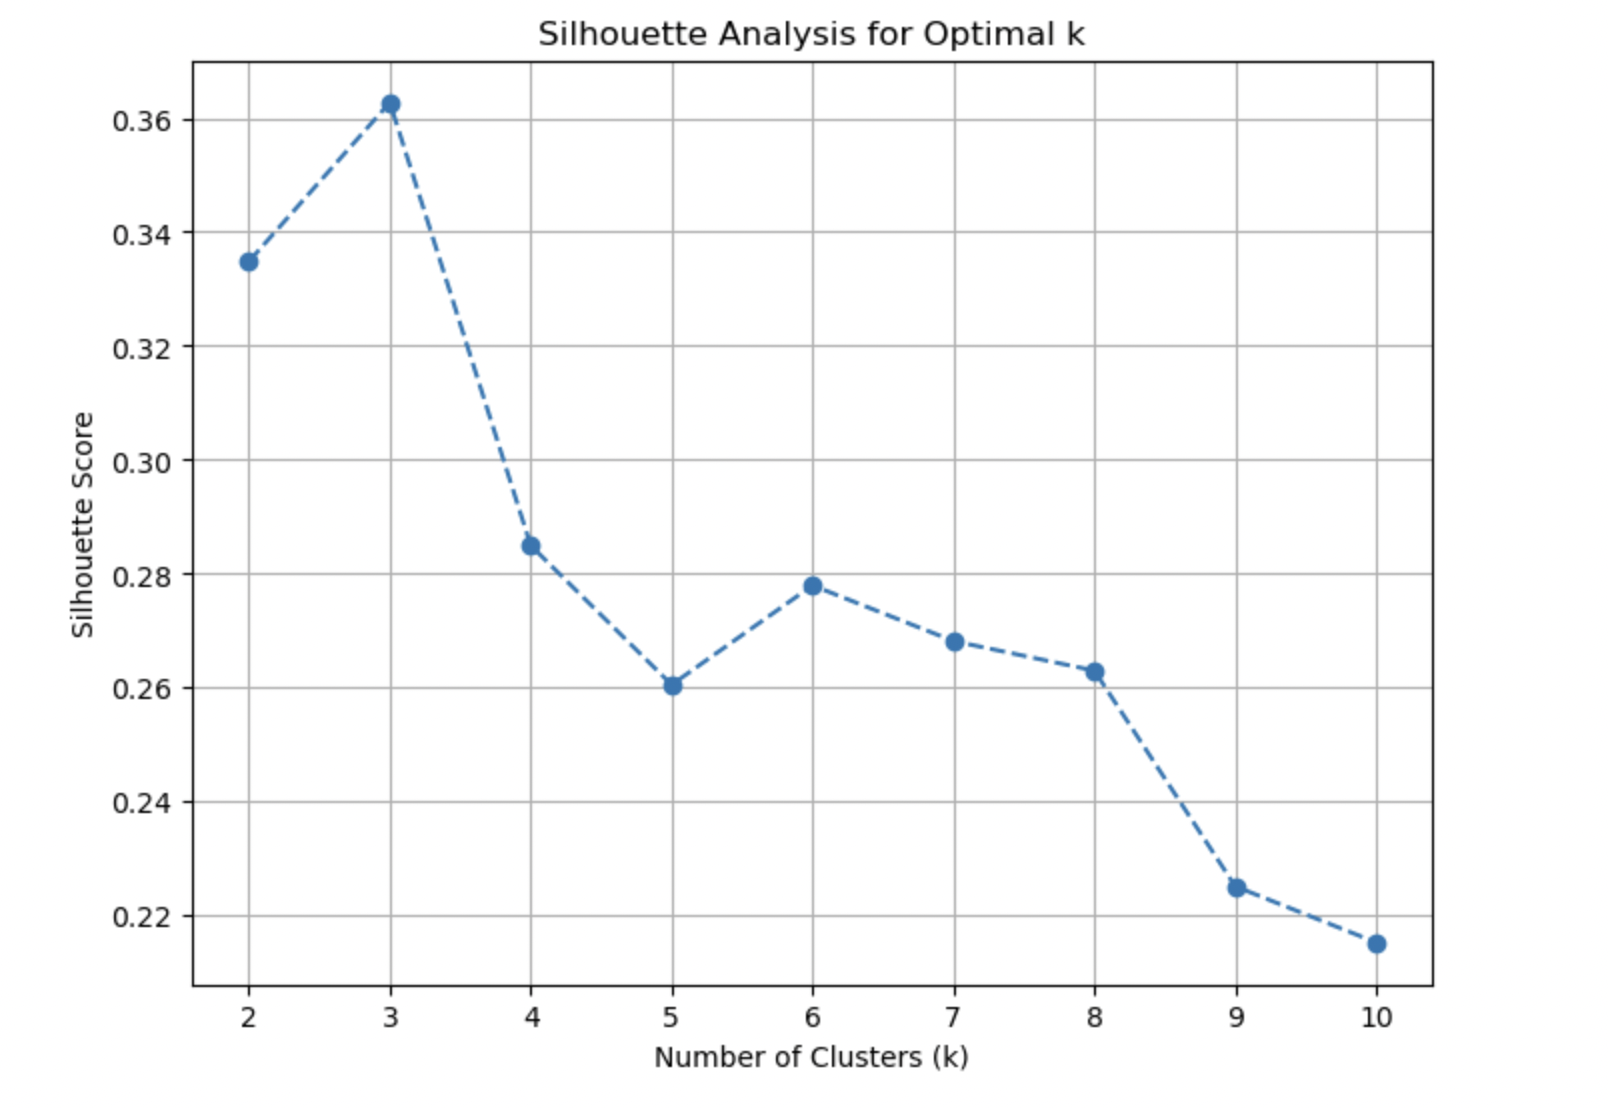 Silhouette Analysis for Optimal k
0.36
0.34
0.32
0.30
0.28
0.26
0.24
0.22
Silhouette Score
2 3 4 5 6 7 8 9 10
Number of Clusters (k)